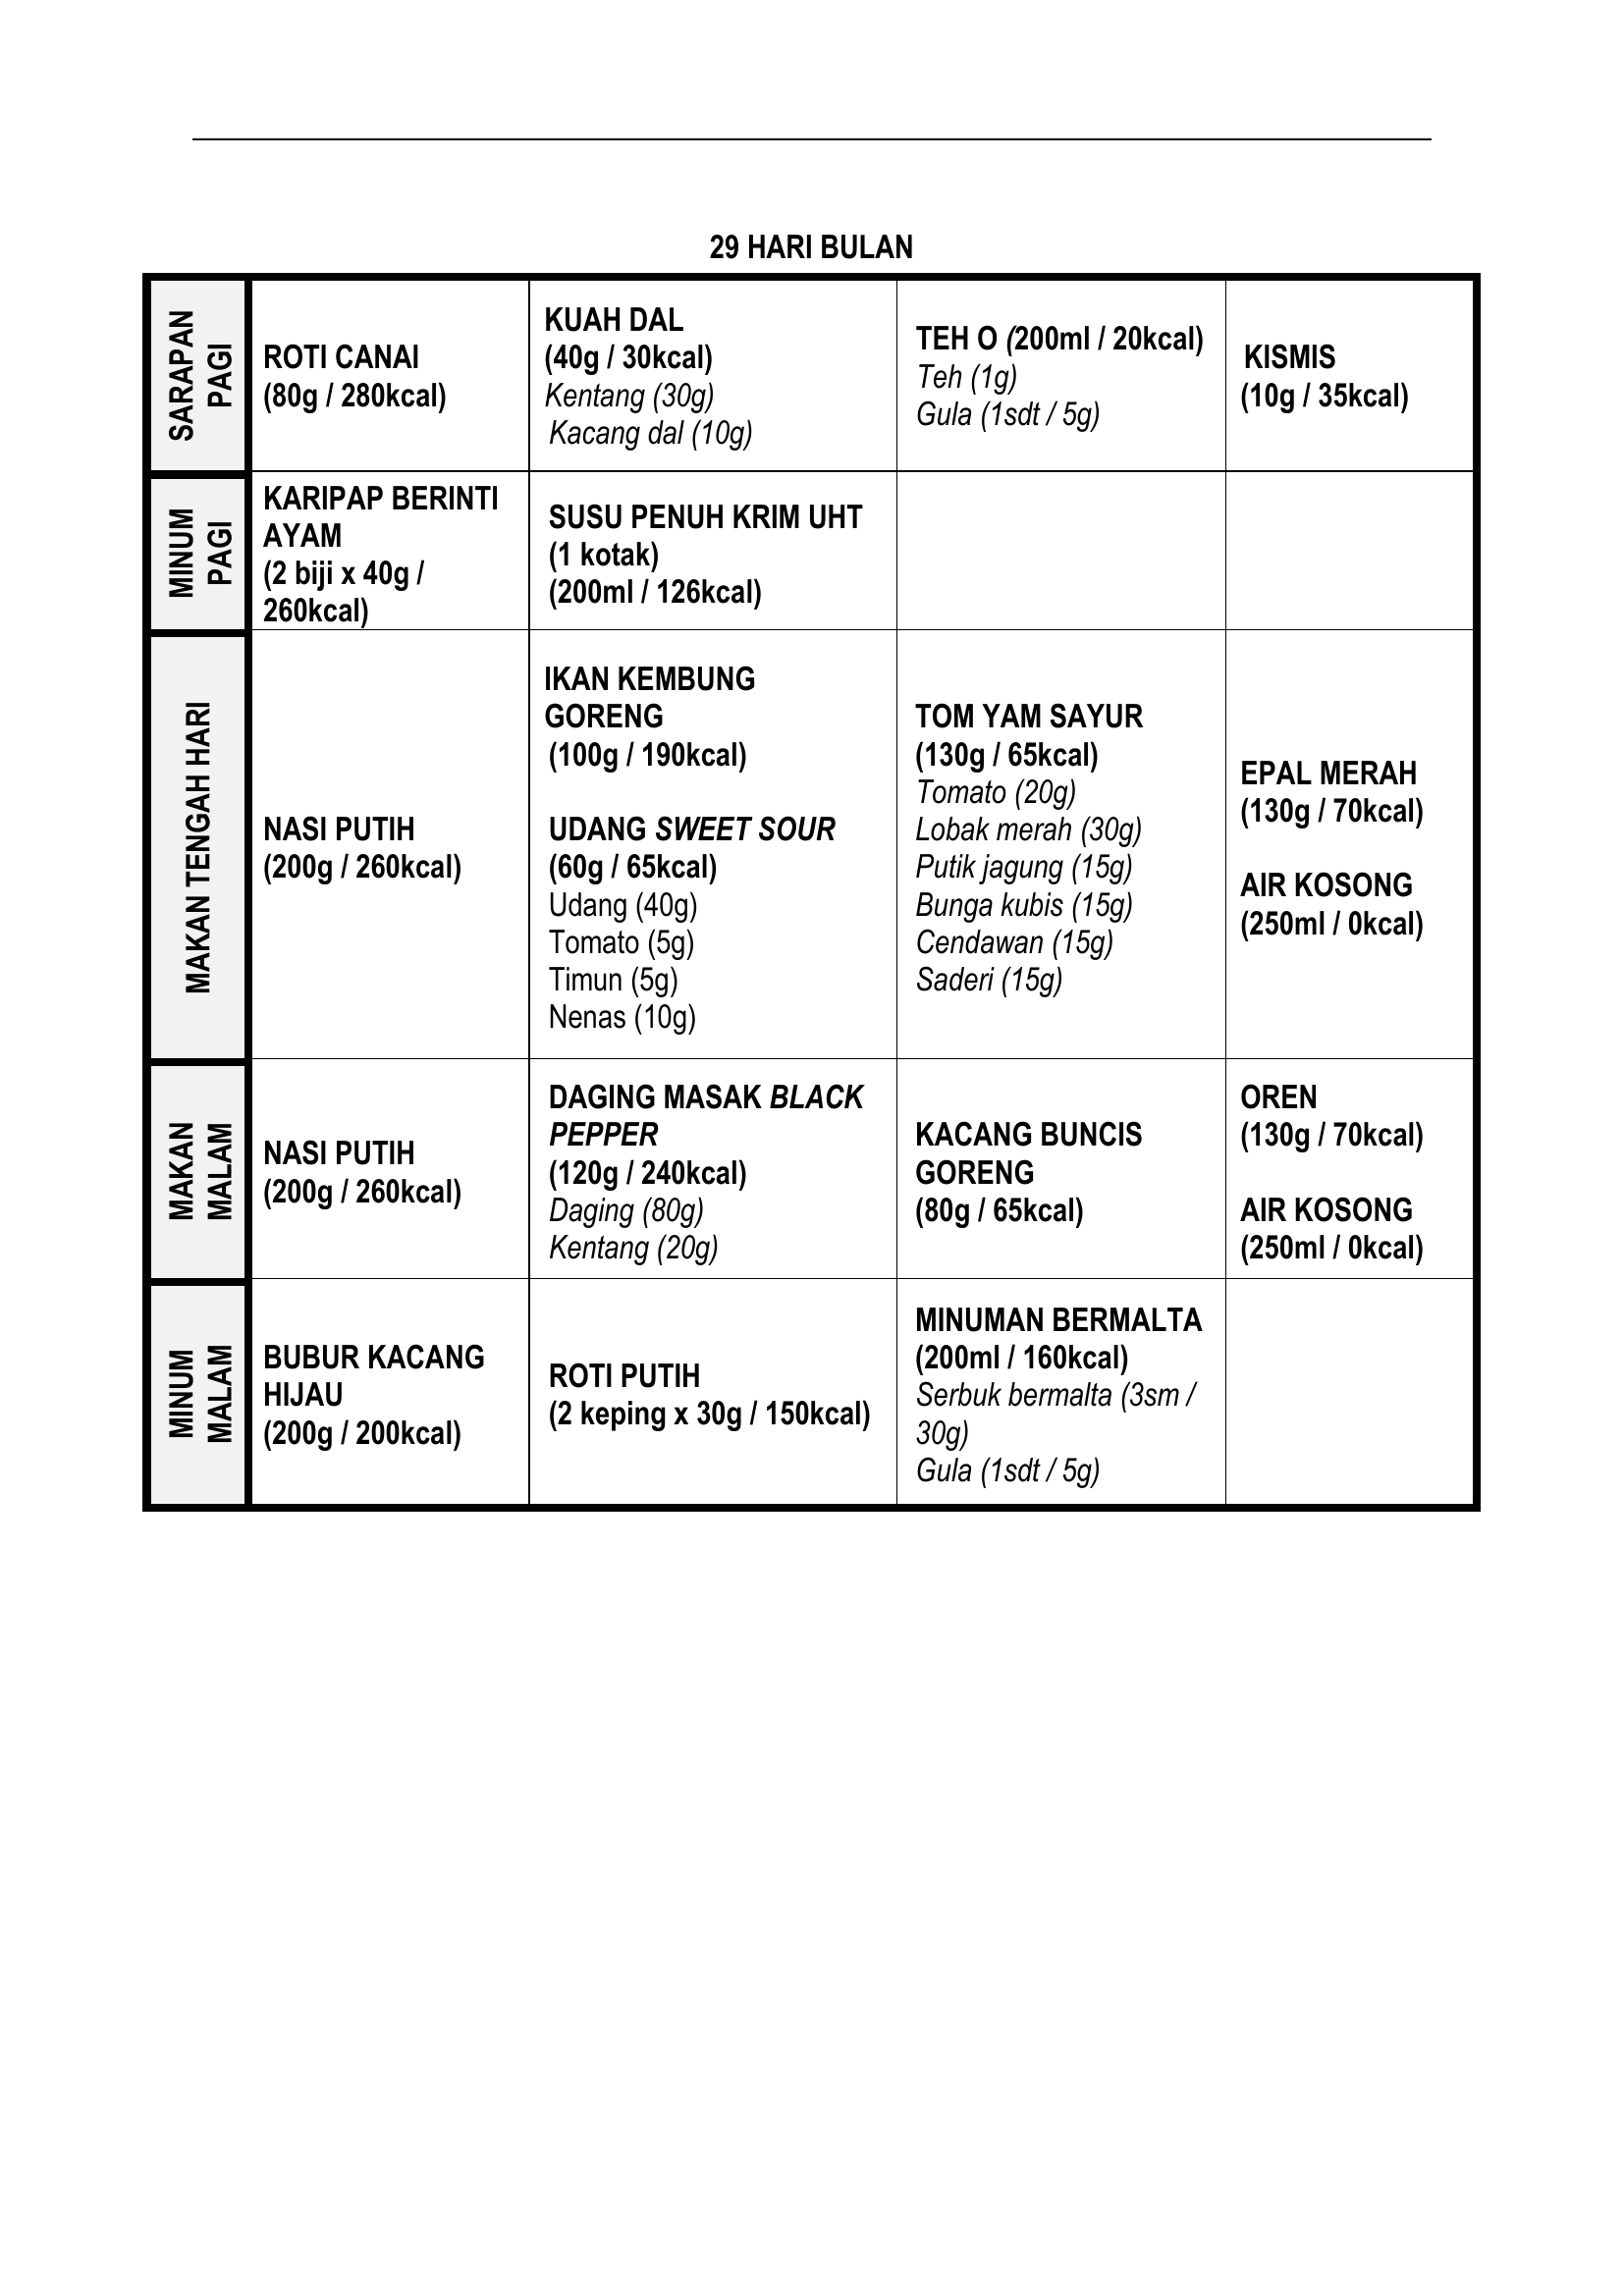 29 HARI BULAN
SARAPAN
PAGI
ROTI CANAI
(80g / 280kcal)
KUAH DAL
(40g / 30kcal)
Kentang (30g)
Kacang dal (10g)
TEH O (200ml / 20kcal)
Teh (1g)
Gula (1sdt / 5g)
KISMIS
(10g / 35kcal)
MINUM
PAGI
KARIPAP BERINTI
AYAM
(2 biji x 40g /
260kcal)
SUSU PENUH KRIM UHT
(1 kotak)
(200ml / 126kcal)
MAKAN TENGAH HARI
NASI PUTIH
(200g / 260kcal)
IKAN KEMBUNG
GORENG
(100g / 190kcal)
UDANG SWEET SOUR
(60g / 65kcal)
Udang (40g)
Tomato (5g)
Timun (5g)
Nenas (10g)
TOM YAM SAYUR
(130g / 65kcal)
Tomato (20g)
Lobak merah (30g)
Putik jagung (15g)
Bunga kubis (15g)
Cendawan (15g)
Saderi (15g)
EPAL MERAH
(130g / 70kcal)
AIR KOSONG
(250ml / 0kcal)
MAKAN
MALAM
NASI PUTIH
(200g / 260kcal)
DAGING MASAK BLACK
PEPPER
(120g / 240kcal)
Daging (80g)
Kentang (20g)
KACANG BUNCIS
GORENG
(80g / 65kcal)
OREN
(130g / 70kcal)
AIR KOSONG
(250ml / 0kcal)
MINUM
MALAM
BUBUR KACANG
HIJAU
(200g / 200kcal)
ROTI PUTIH
(2 keping x 30g / 150kcal)
MINUMAN BERMALTA
(200ml / 160kcal)
Serbuk bermalta (3sm /
30g)
Gula (1sdt / 5g)